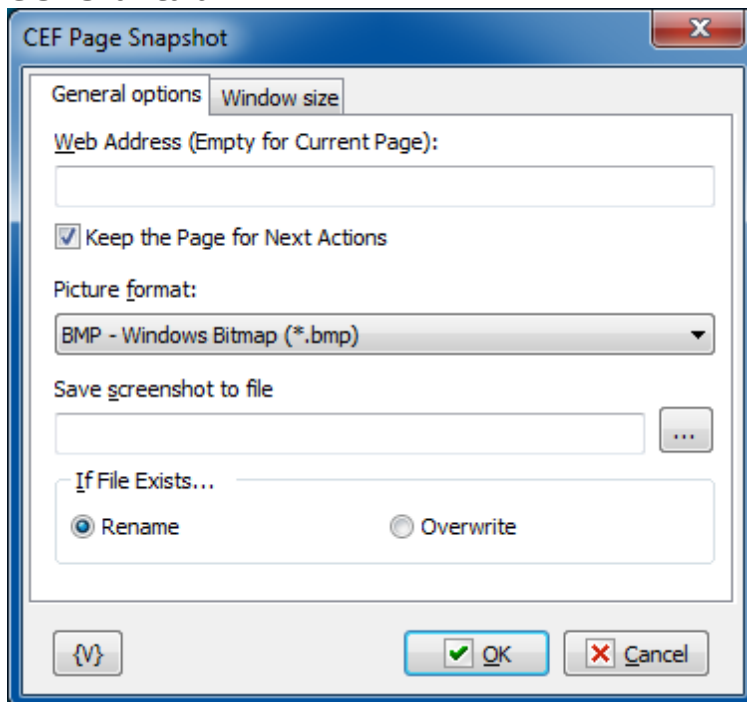 CEF Page Snapshot
General options
Window size
Web Address (Empty for Current Page):
Keep the Page for Next Actions
Picture format:
BMP - Windows Bitmap (*.bmp)
Save screenshot to file
...
If File Exists...
Rename
Overwrite
{V}
OK
Cancel